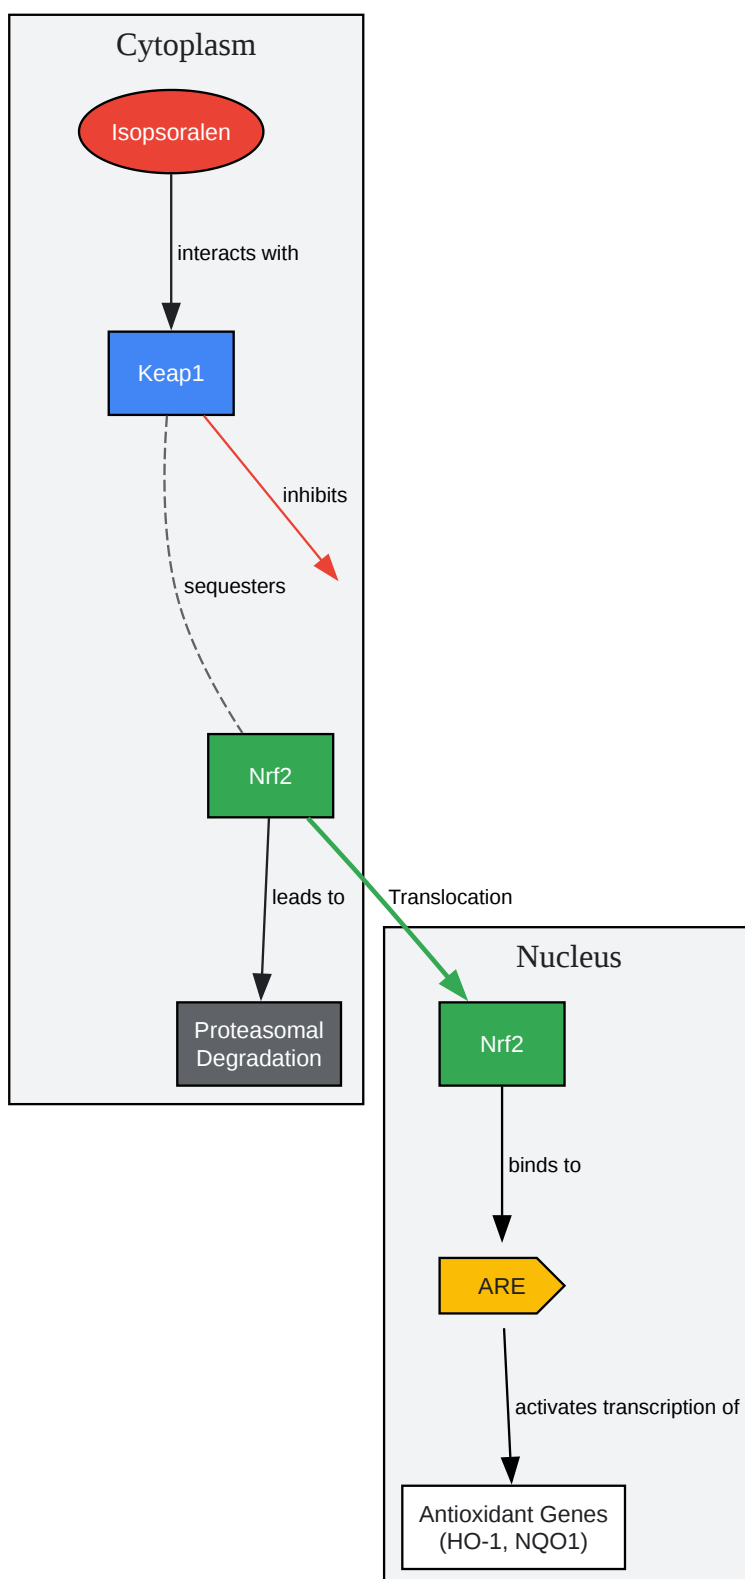 Cytoplasm
Isopsoralen
interacts with
Keap1
inhibits
sequesters
Nrf2
leads to
Translocation
Nucleus
Proteasomal
Degradation
Nrf2
binds to
ARE
activates transcription of
Antioxidant Genes
(HO-1, NQO1)